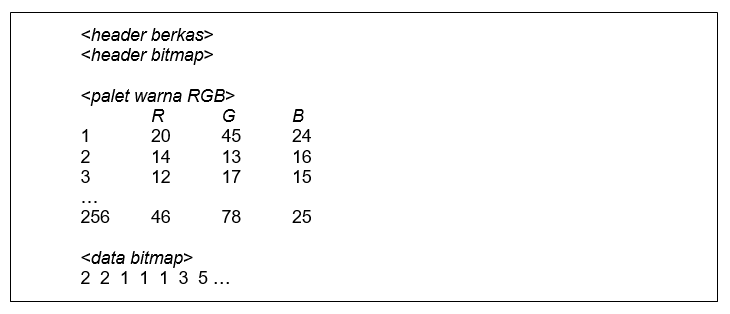 <header berkas>
<header bitmap>
<palet warna RGB>
R G B
1 20 45 24
2 14 13 16
3 12 17 15
…
256 46 78 25
<data bitmap>
2 2 1 1 1 3 5 …